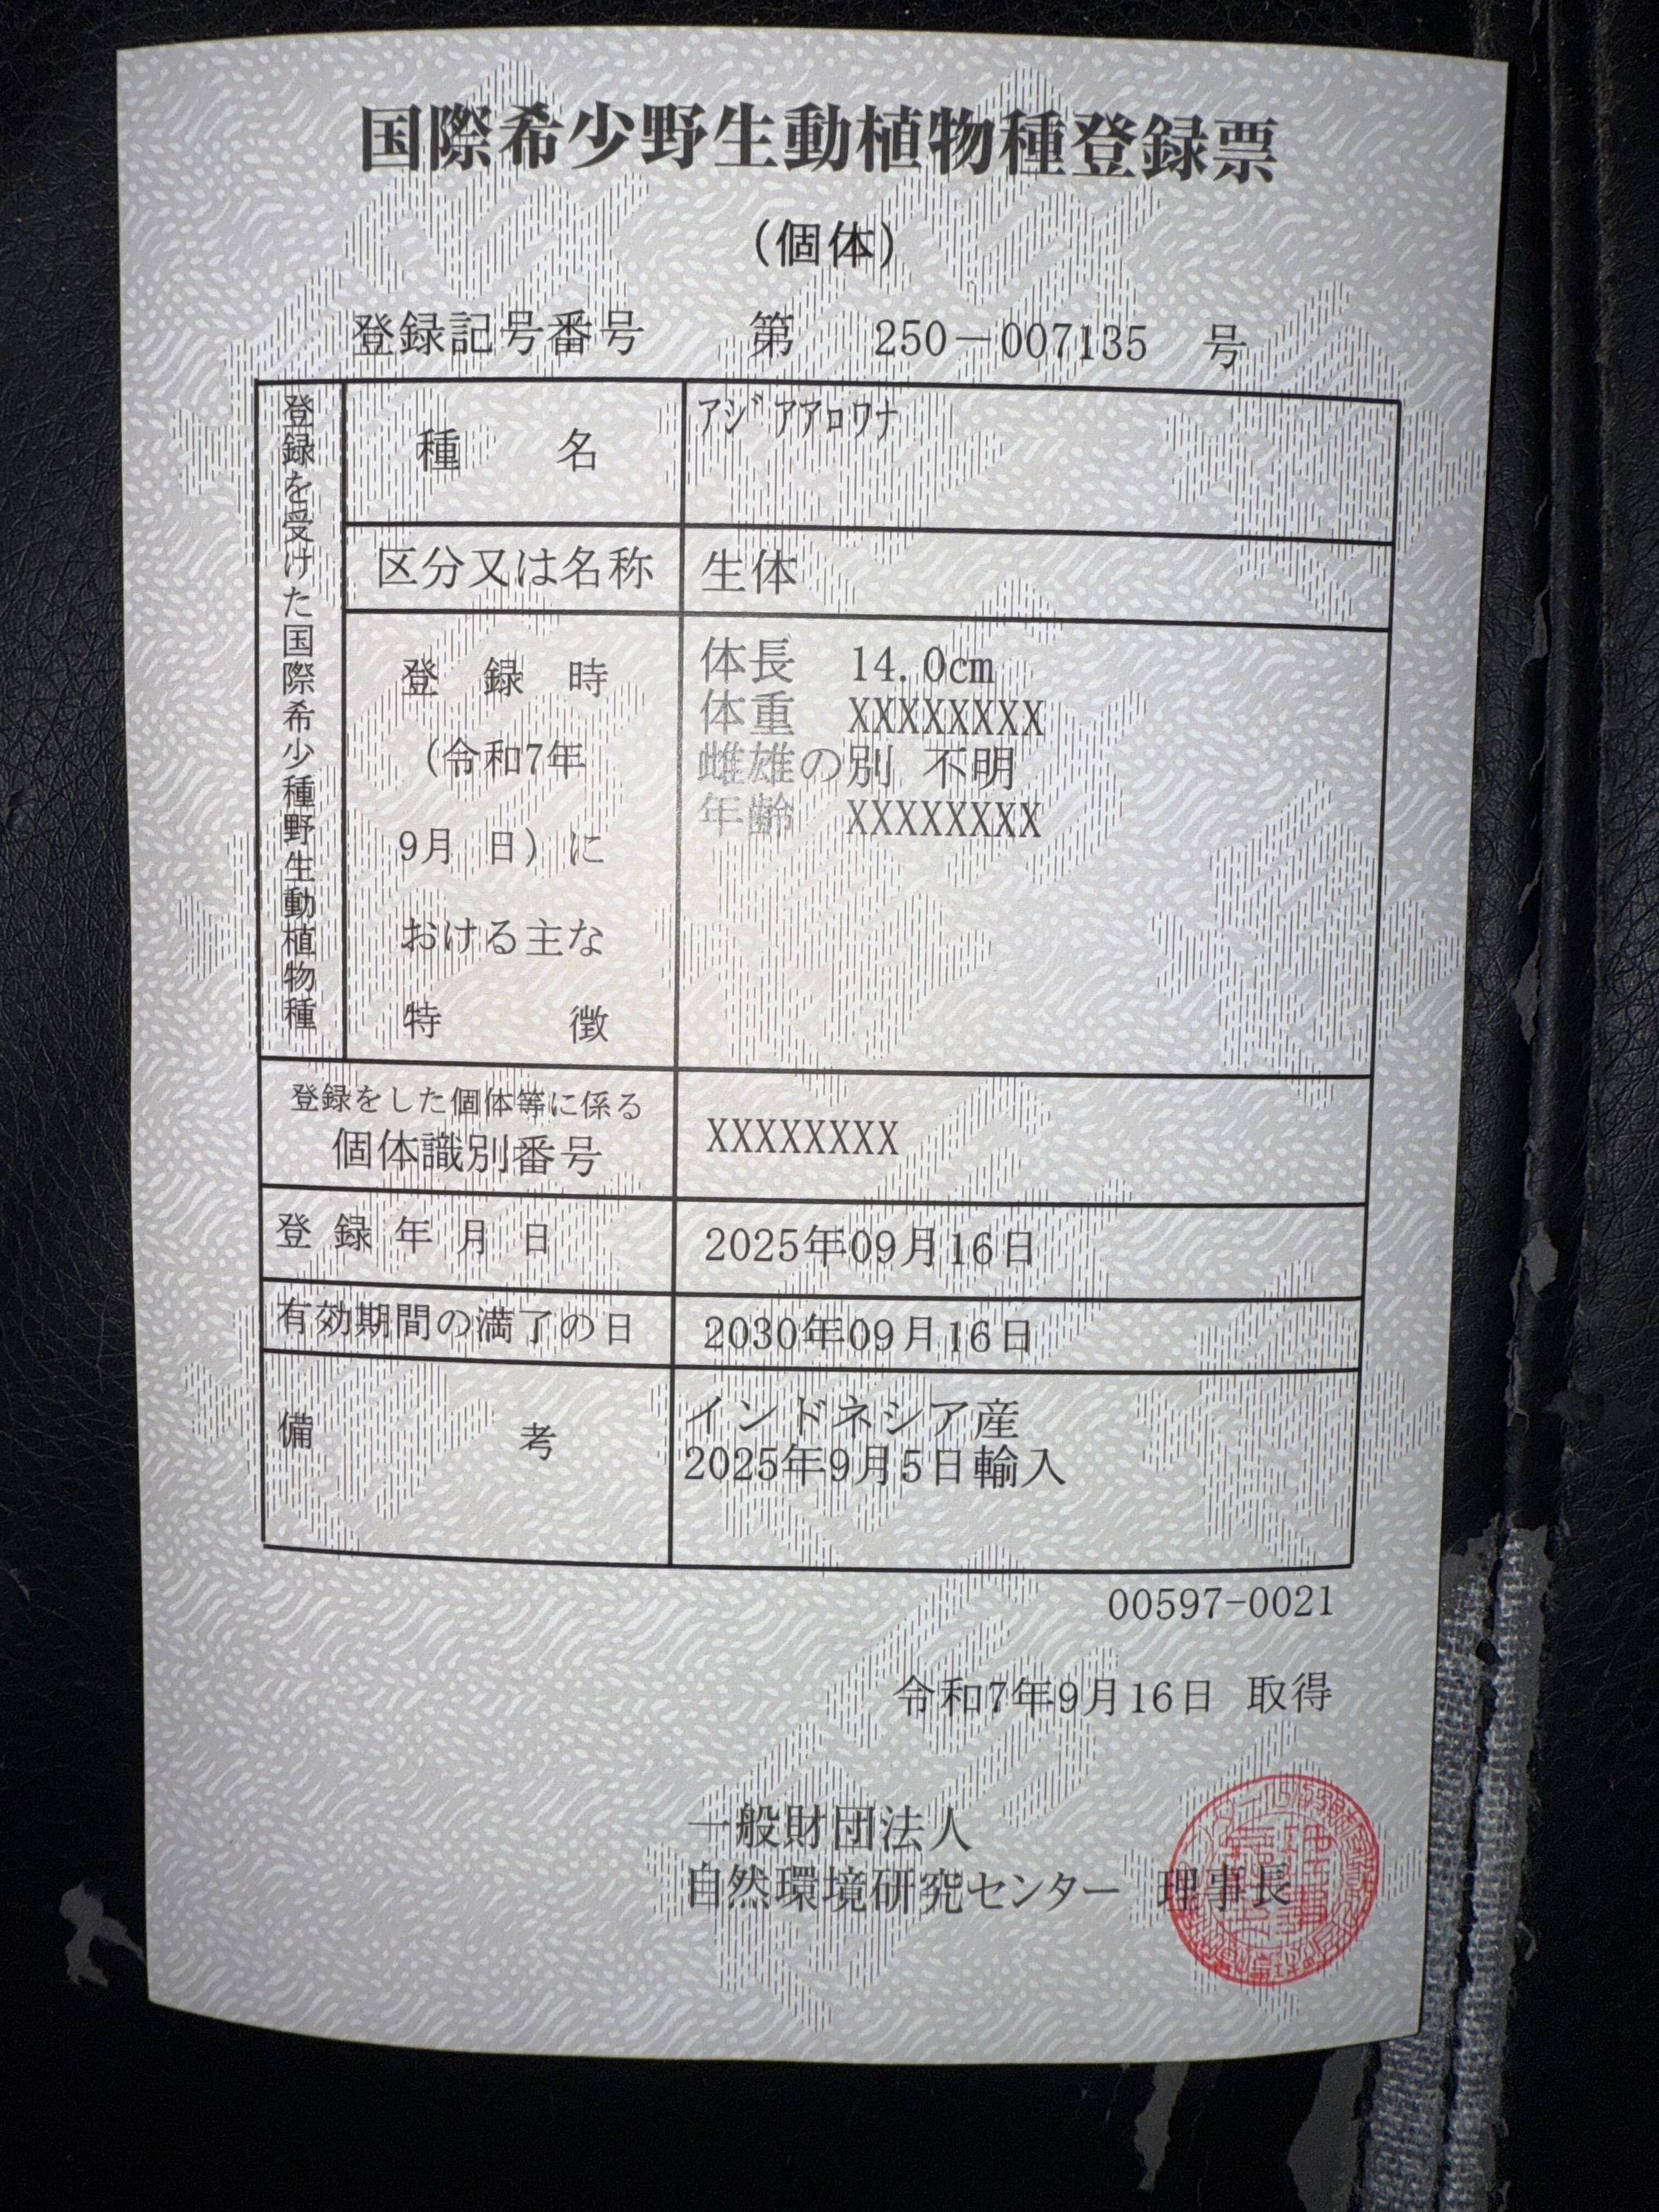 国際希少野生動植物種登録票
(個体)
登録記号番号 第 250－007135 号
登録を受けた国際希少種野生動植物種
種 名 ｱｼﾞｱｱﾛﾜﾅ
区分又は名称 生体
登 録 時
(令和7年
9月 日) に
おける主な
特 徴
体長 14.0cm
体重 XXXXXXXX
雌雄の別 不明
年齢 XXXXXXXX
登録をした個体等に係る
個体識別番号 XXXXXXXX
登 録 年 月 日 2025年09月16日
有効期間の満了の日 2030年09月16日
備 考
インドネシア産
2025年9月5日輸入
00597-0021
令和7年9月16日 取得
一般財団法人
自然環境研究センター 理事長